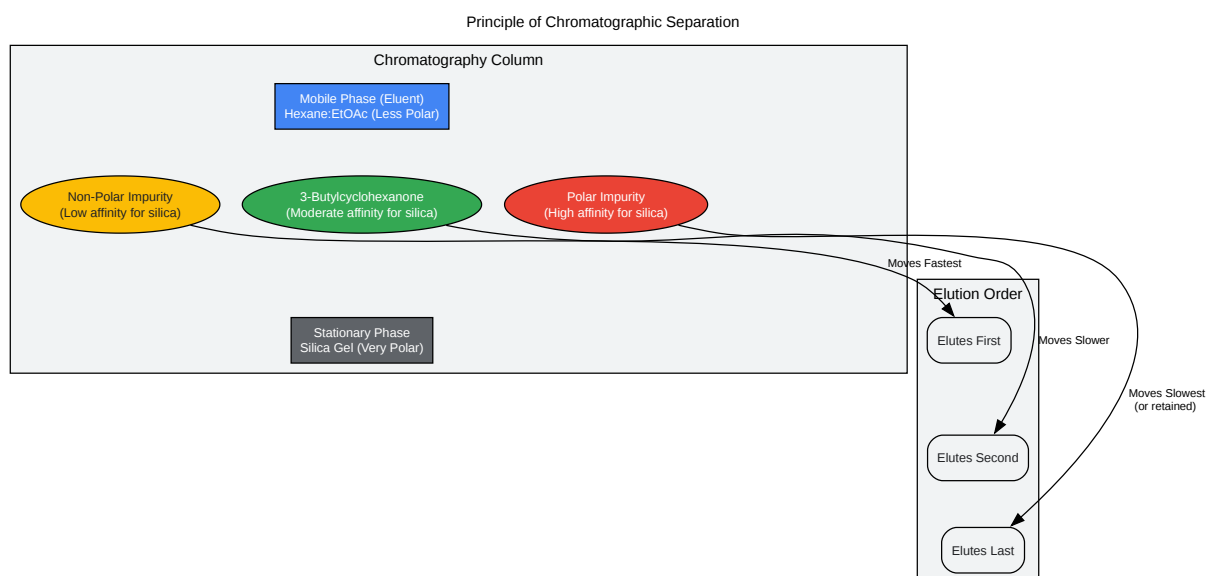 Principle of Chromatographic Separation
Chromatography Column
Mobile Phase (Eluent)
Hexane:EtOAc (Less Polar)
Non-Polar Impurity
(Low affinity for silica)
3-Butylcyclohexanone
(Moderate affinity for silica)
Polar Impurity
(High affinity for silica)
Stationary Phase
Silica Gel (Very Polar)
Moves Fastest
Elution Order
Elutes First
Moves Slower
Moves Slowest
(or retained)
Elutes Second
Elutes Last